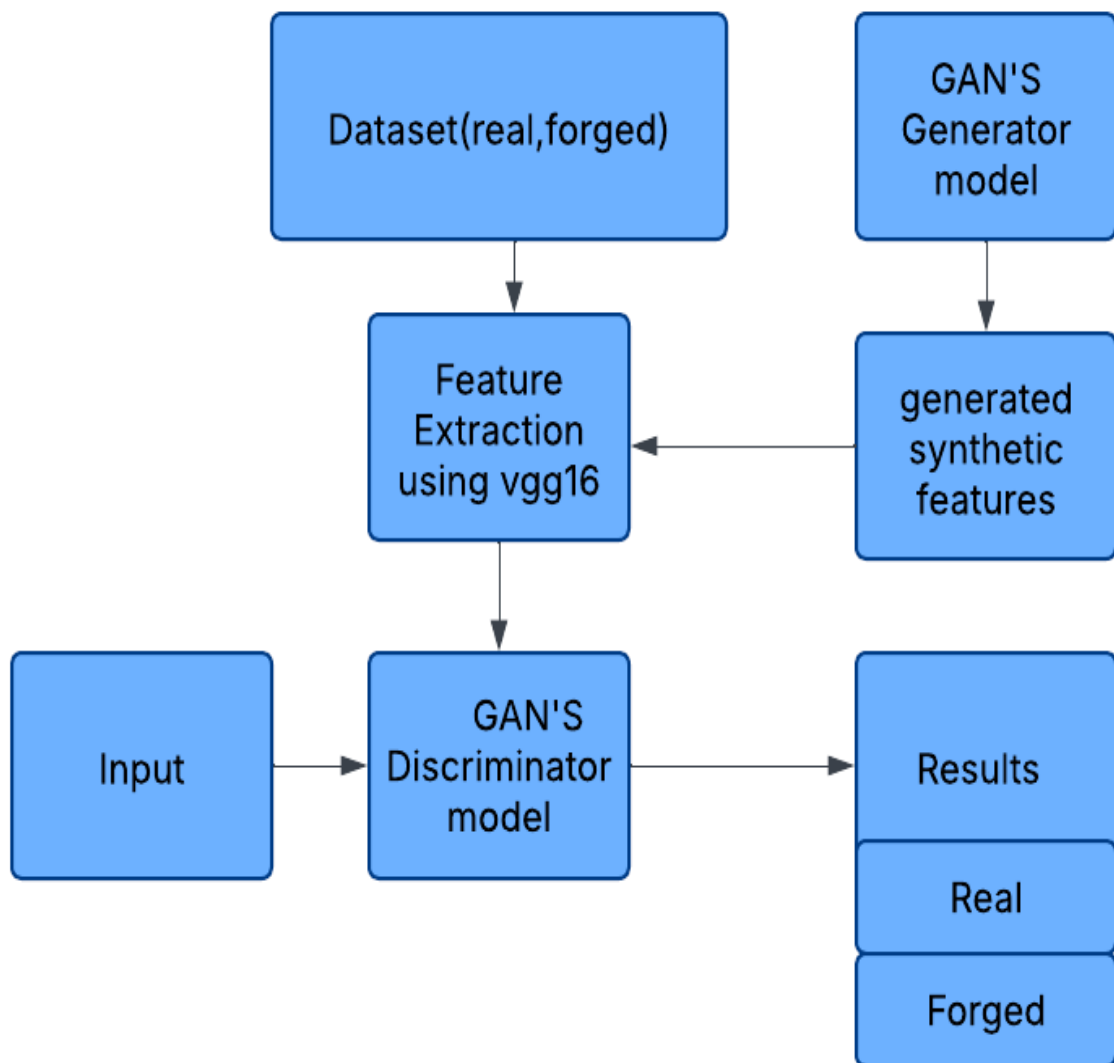 Dataset(real,forged)
GAN'S
Generator
model
Feature
Extraction
using vgg16
generated
synthetic
features
Input
GAN'S
Discriminator
model
Results
Real
Forged